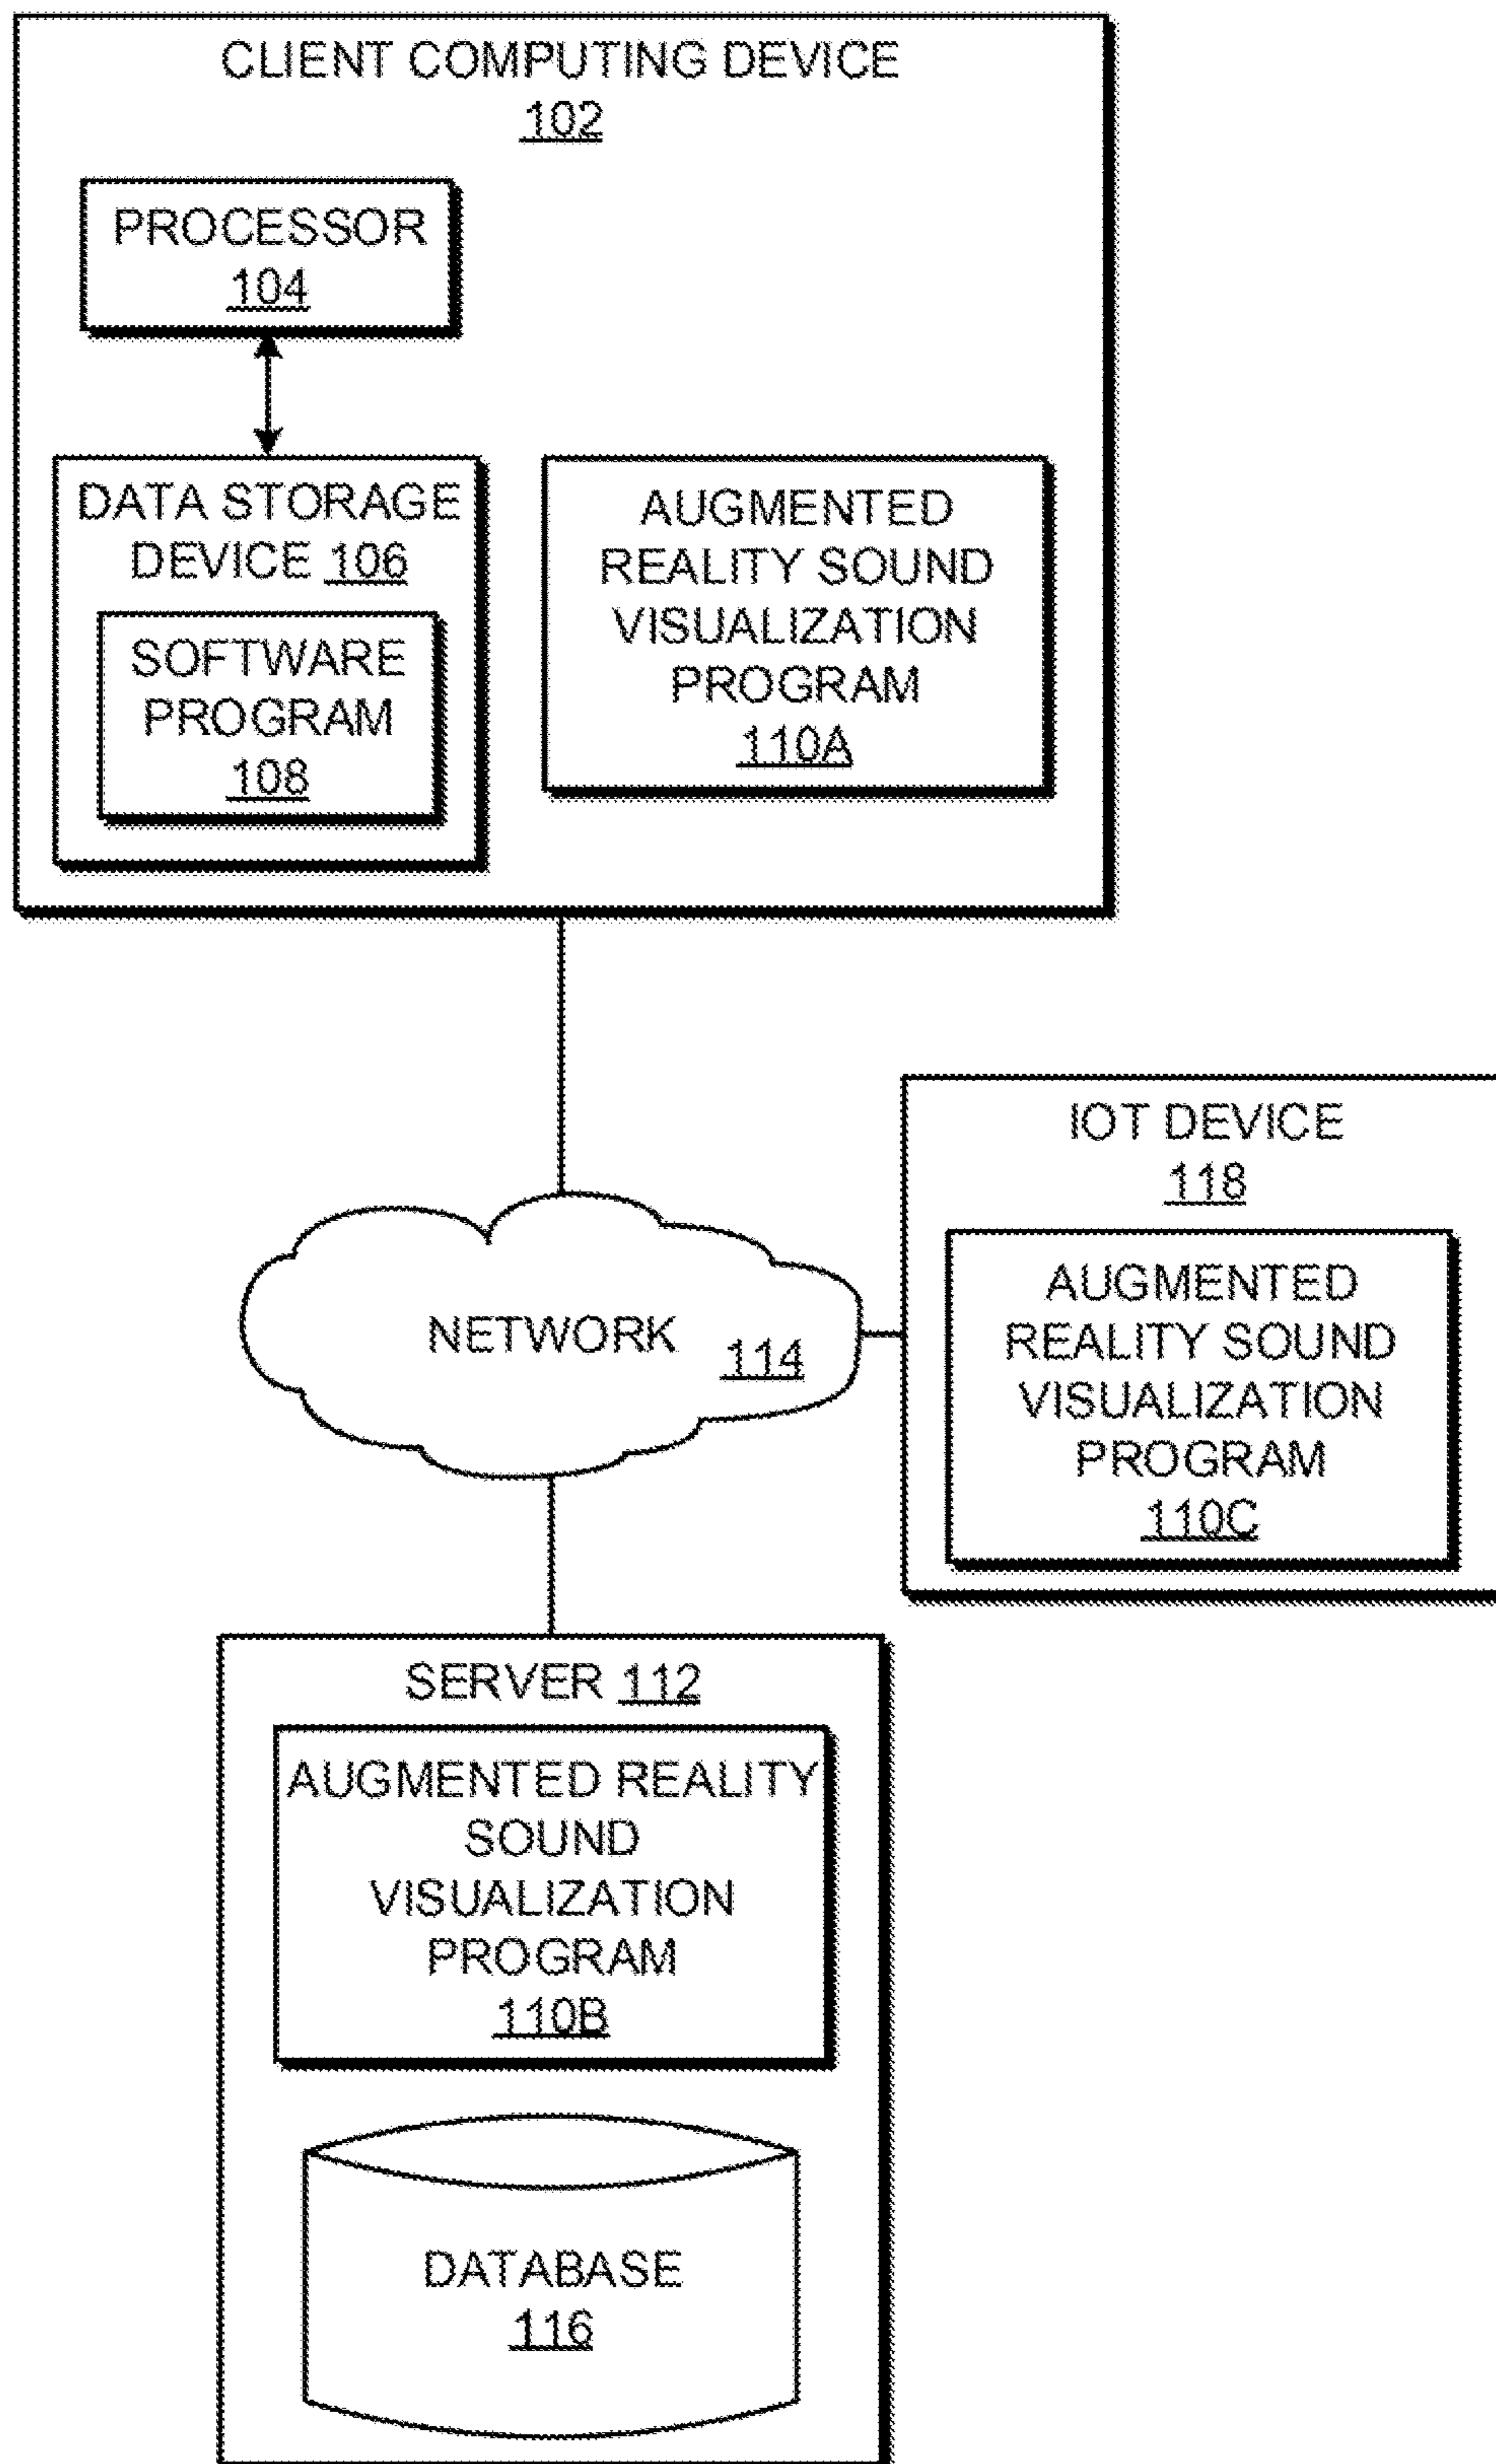 CLIENT COMPUTING DEVICE
102
PROCESSOR
104
DATA STORAGE
DEVICE 106
SOFTWARE
PROGRAM
108
AUGMENTED
REALITY SOUND
VISUALIZATION
PROGRAM
110A
IOT DEVICE
118
AUGMENTED
REALITY SOUND
VISUALIZATION
PROGRAM
110C
NETWORK 114
SERVER 112
AUGMENTED REALITY
SOUND
VISUALIZATION
PROGRAM
110B
DATABASE
116